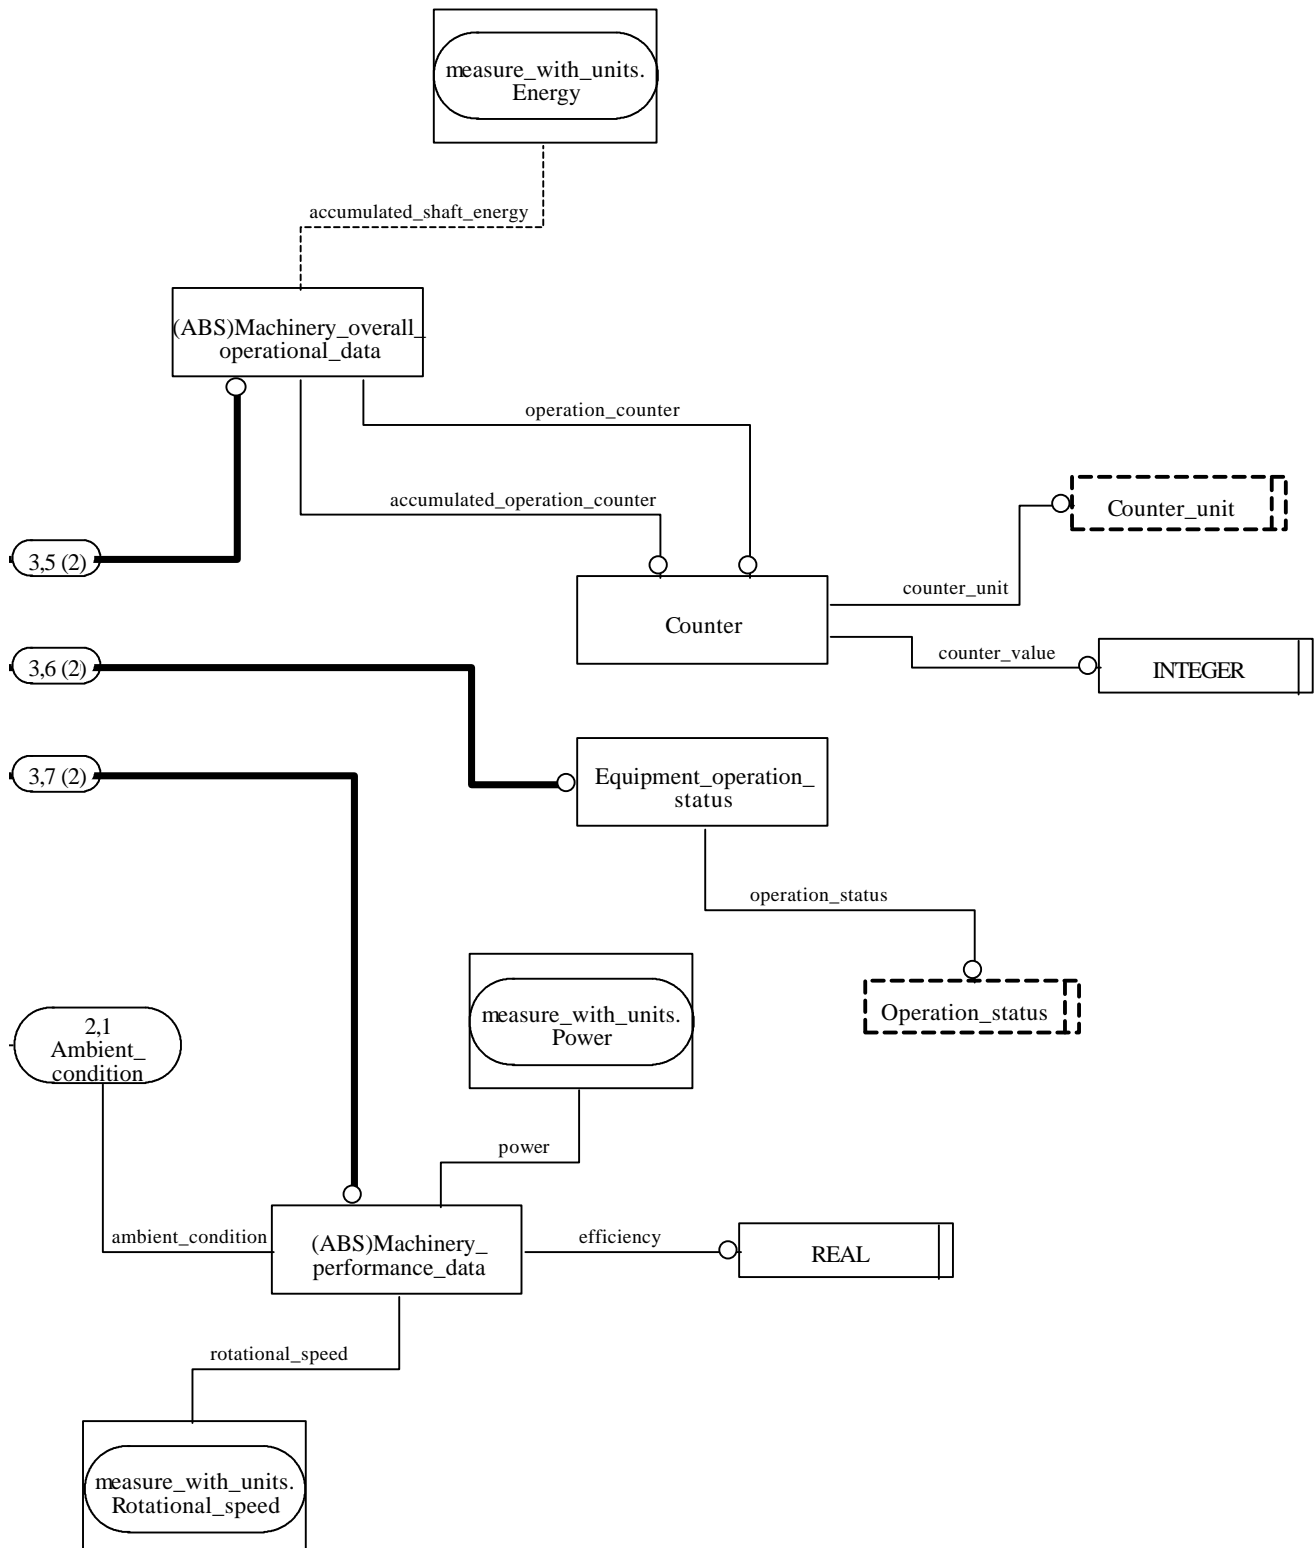 measure_with_units.
Energy
accumulated_shaft_energy
(ABS)Machinery_overall_
operational_data
operation_counter
accumulated_operation_counter
Counter_unit
3,5 (2)
counter_unit
Counter
counter_value
INTEGER
3,6 (2)
3,7 (2)
Equipment_operation_
status
operation_status
measure_with_units.
Power
Operation_status
2,1
Ambient_
condition
power
ambient_condition
(ABS)Machinery_
performance_data
efficiency
REAL
rotational_speed
measure_with_units.
Rotational_speed